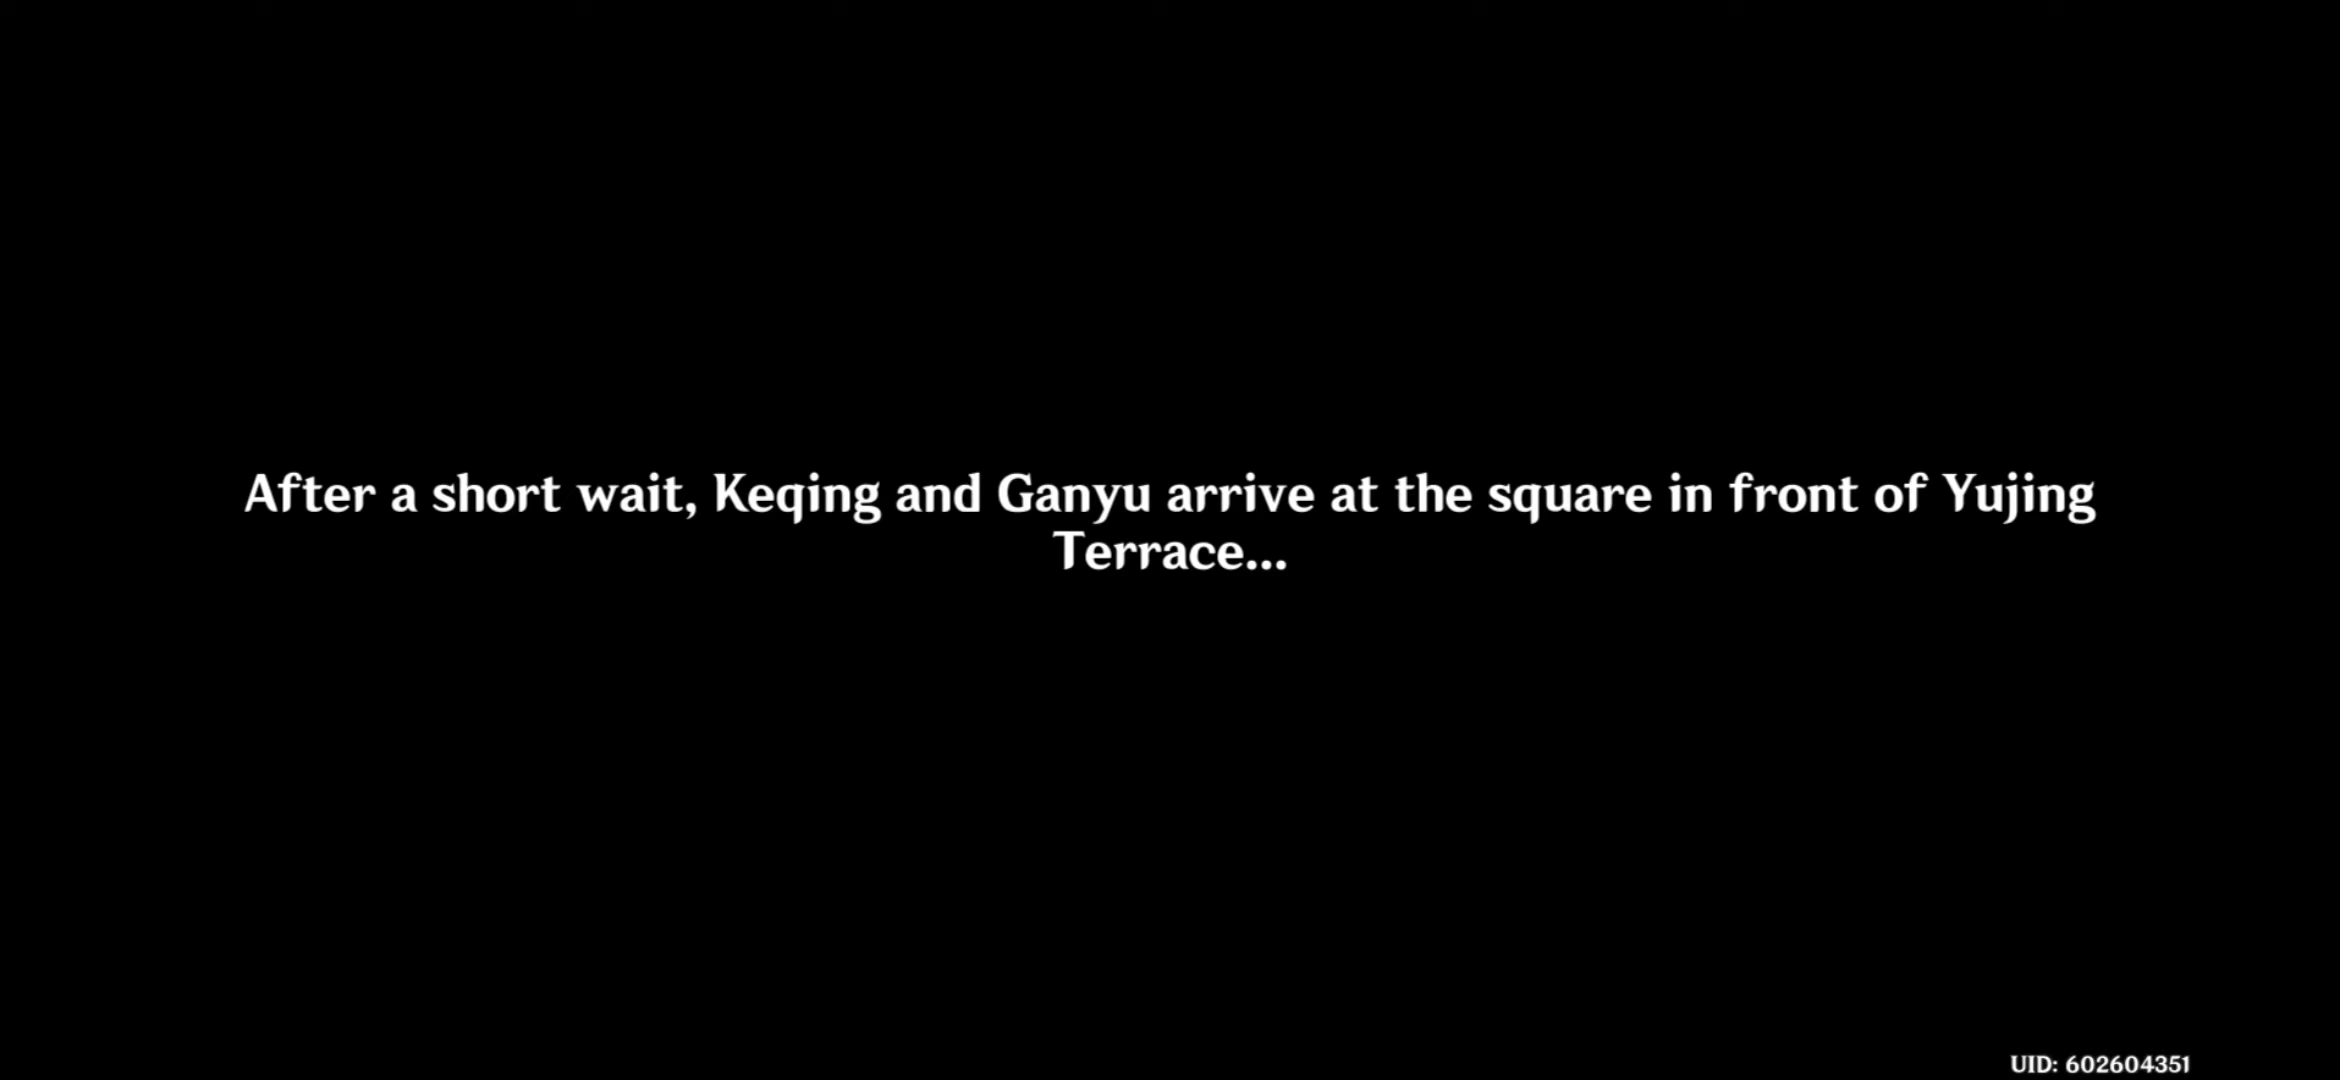 After a short wait, Keqing and Ganyu arrive at the square in front of Yujing
Terrace...
UID: 602604351